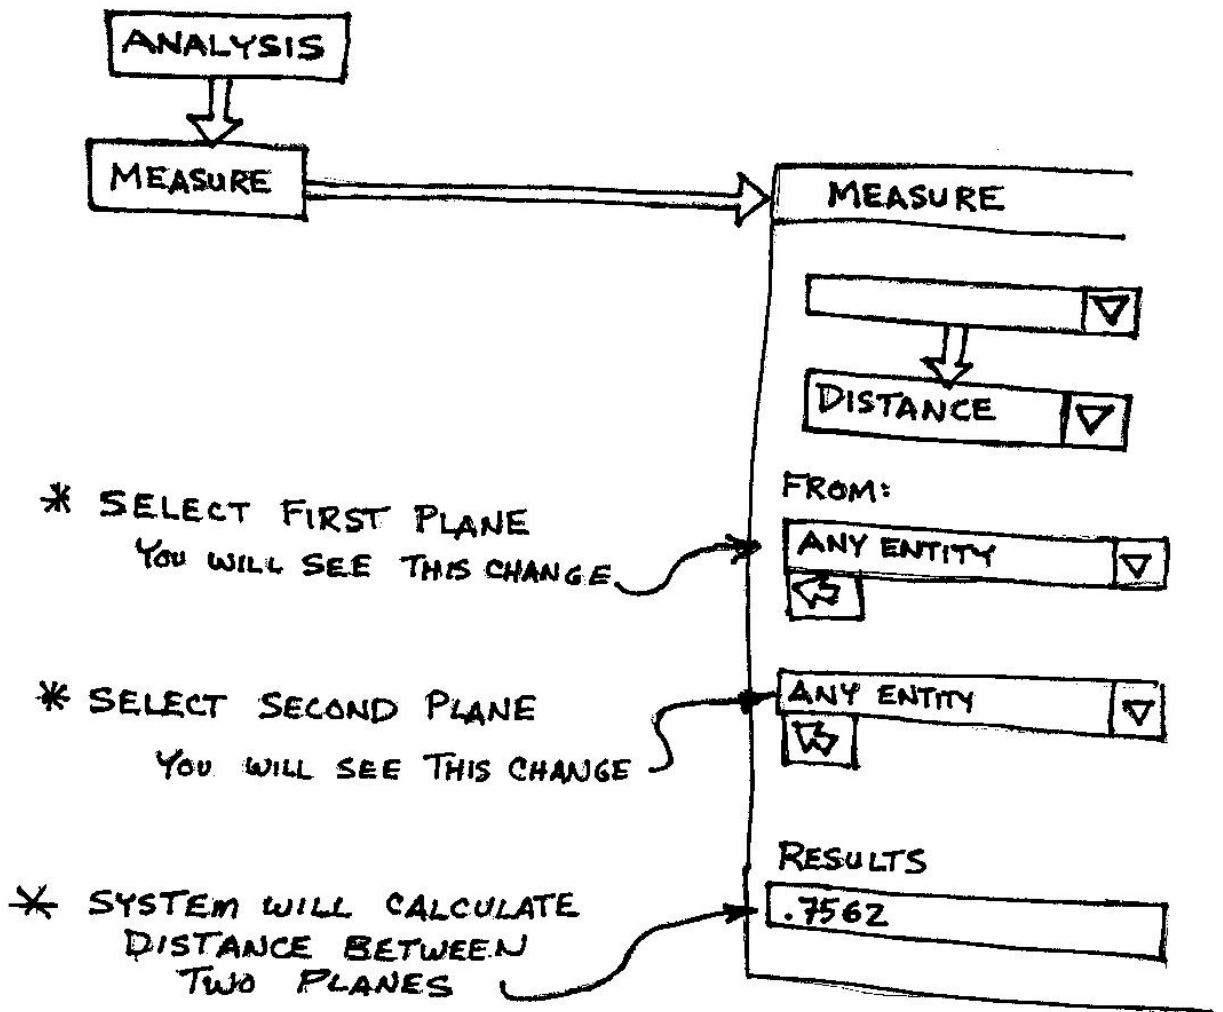 ANALYSIS
MEASURE
MEASURE
DISTANCE
FROM:
* SELECT FIRST PLANE
YOU WILL SEE THIS CHANGE
ANY ENTITY
* SELECT SECOND PLANE
YOU WILL SEE THIS CHANGE
ANY ENTITY
RESULTS
* SYSTEM WILL CALCULATE
DISTANCE BETWEEN
TWO PLANES
.7562